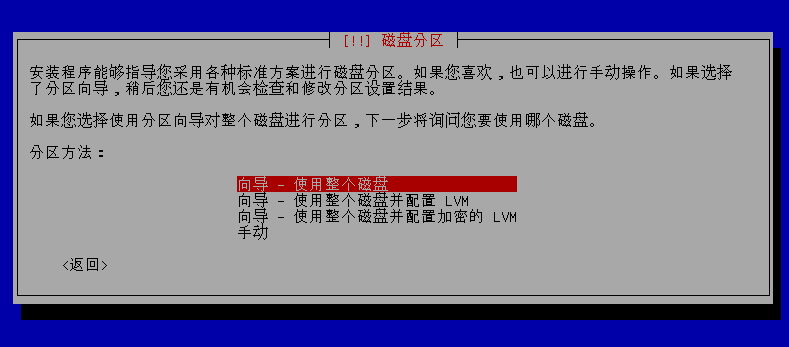 [!!] 磁盘分区
安装程序能够指导您采用各种标准方案进行磁盘分区。如果您喜欢，也可以进行手动操作。如果选择
了分区向导，稍后您还是有机会检查和修改分区设置结果。
如果您选择使用分区向导对整个磁盘进行分区，下一步将询问您要使用哪个磁盘。
分区方法：
向导 - 使用整个磁盘
向导 - 使用整个磁盘并配置 LVM
向导 - 使用整个磁盘并配置加密的 LVM
手动
<返回>